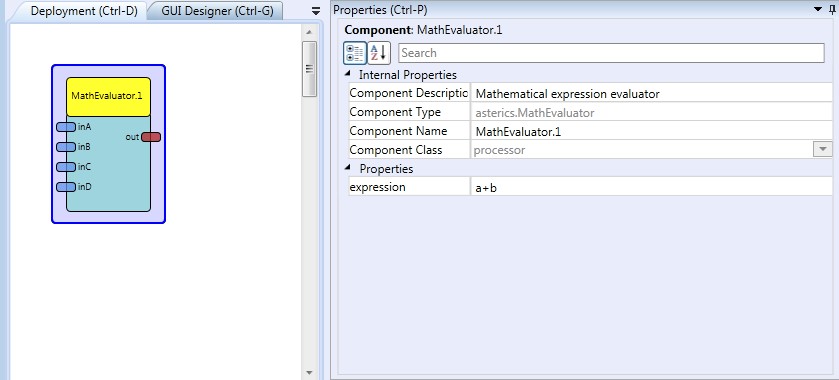 Deployment (Ctrl-D)
GUI Designer (Ctrl-G)
MathEvaluator.1
inA
inB
inC
inD
out
Properties (Ctrl-P)
Component: MathEvaluator.1
A
Z
Search
Internal Properties
Component Descriptic Mathematical expression evaluator
Component Type asterics.MathEvaluator
Component Name MathEvaluator.1
Component Class processor
Properties
expression a+b